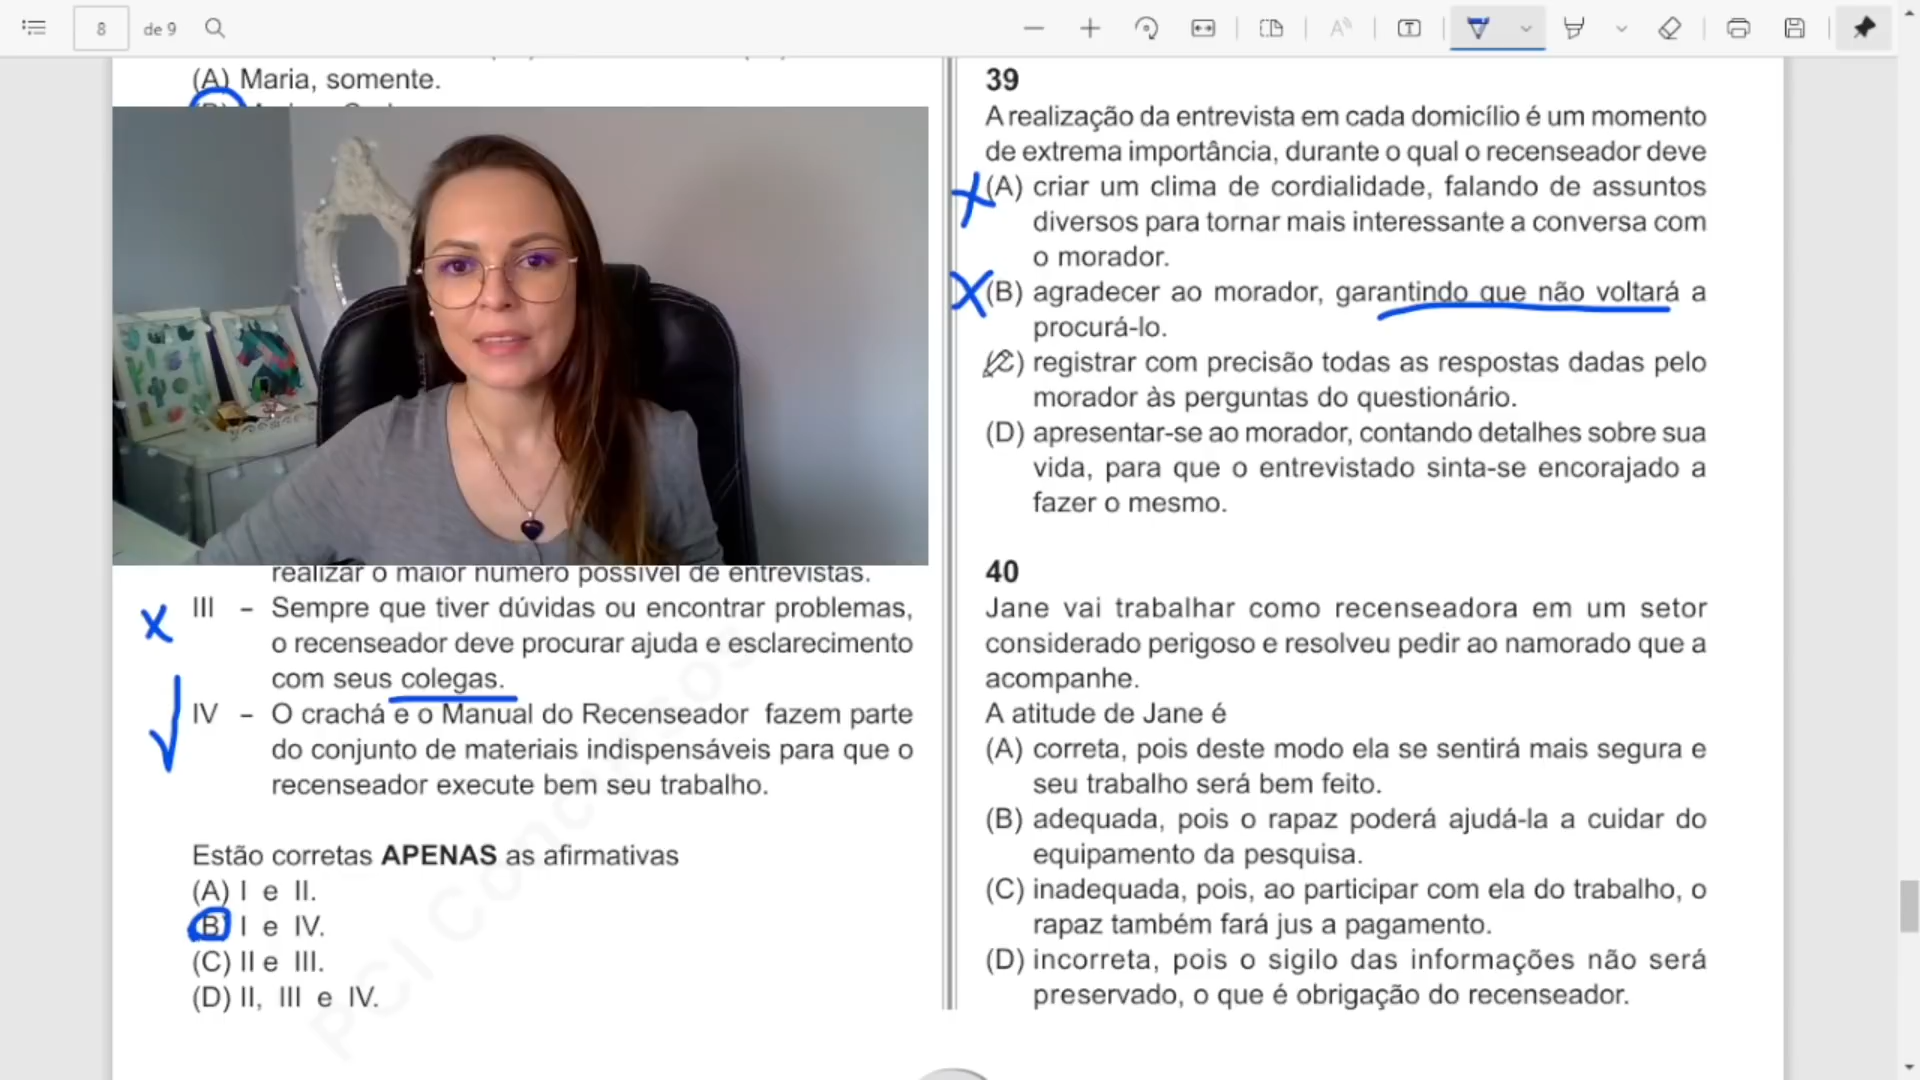 8 de 9
(A) Maria, somente.
realizar o maior número possível de entrevistas.
III – Sempre que tiver dúvidas ou encontrar problemas,
o recenseador deve procurar ajuda e esclarecimento
com seus colegas.
IV – O crachá e o Manual do Recenseador fazem parte
do conjunto de materiais indispensáveis para que o
recenseador execute bem seu trabalho.
Estão corretas APENAS as afirmativas
(A) I e II.
(B) I e IV.
(C) II e III.
(D) II, III e IV.
PCI Concursos
39
A realização da entrevista em cada domicílio é um momento
de extrema importância, durante o qual o recenseador deve
(A) criar um clima de cordialidade, falando de assuntos
diversos para tornar mais interessante a conversa com
o morador.
(B) agradecer ao morador, garantindo que não voltará a
procurá-lo.
(C) registrar com precisão todas as respostas dadas pelo
morador às perguntas do questionário.
(D) apresentar-se ao morador, contando detalhes sobre sua
vida, para que o entrevistado sinta-se encorajado a
fazer o mesmo.
40
Jane vai trabalhar como recenseadora em um setor
considerado perigoso e resolveu pedir ao namorado que a
acompanhe.
A atitude de Jane é
(A) correta, pois deste modo ela se sentirá mais segura e
seu trabalho será bem feito.
(B) adequada, pois o rapaz poderá ajudá-la a cuidar do
equipamento da pesquisa.
(C) inadequada, pois, ao participar com ela do trabalho, o
rapaz também fará jus a pagamento.
(D) incorreta, pois o sigilo das informações não será
preservado, o que é obrigação do recenseador.